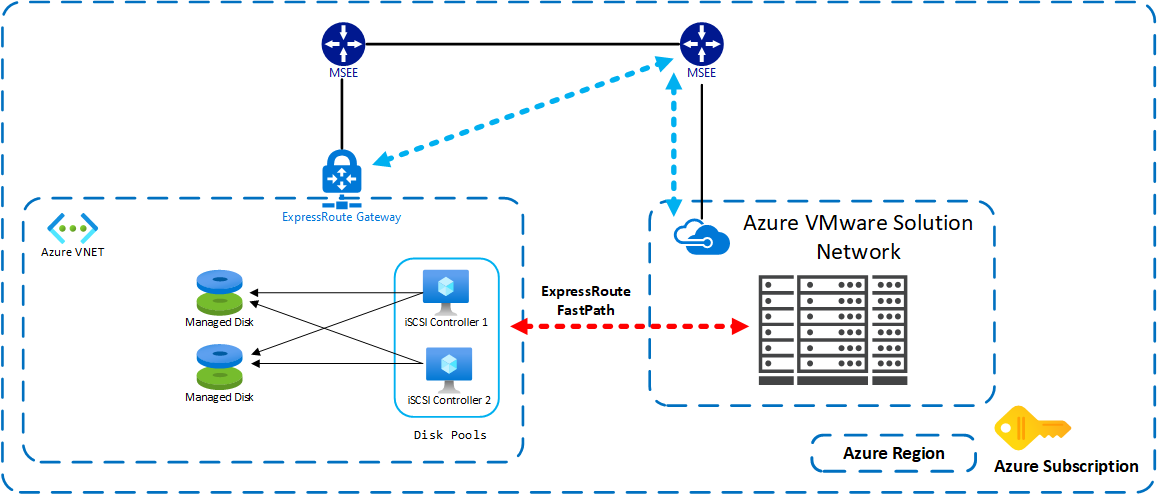 MSEE
MSEE
ExpressRoute Gateway
Azure VNET
Azure VMware Solution
Network
Managed Disk
iSCSI Controller 1
ExpressRoute
FastPath
Managed Disk
iSCSI Controller 2
Disk Pools
Azure Region
Azure Subscription